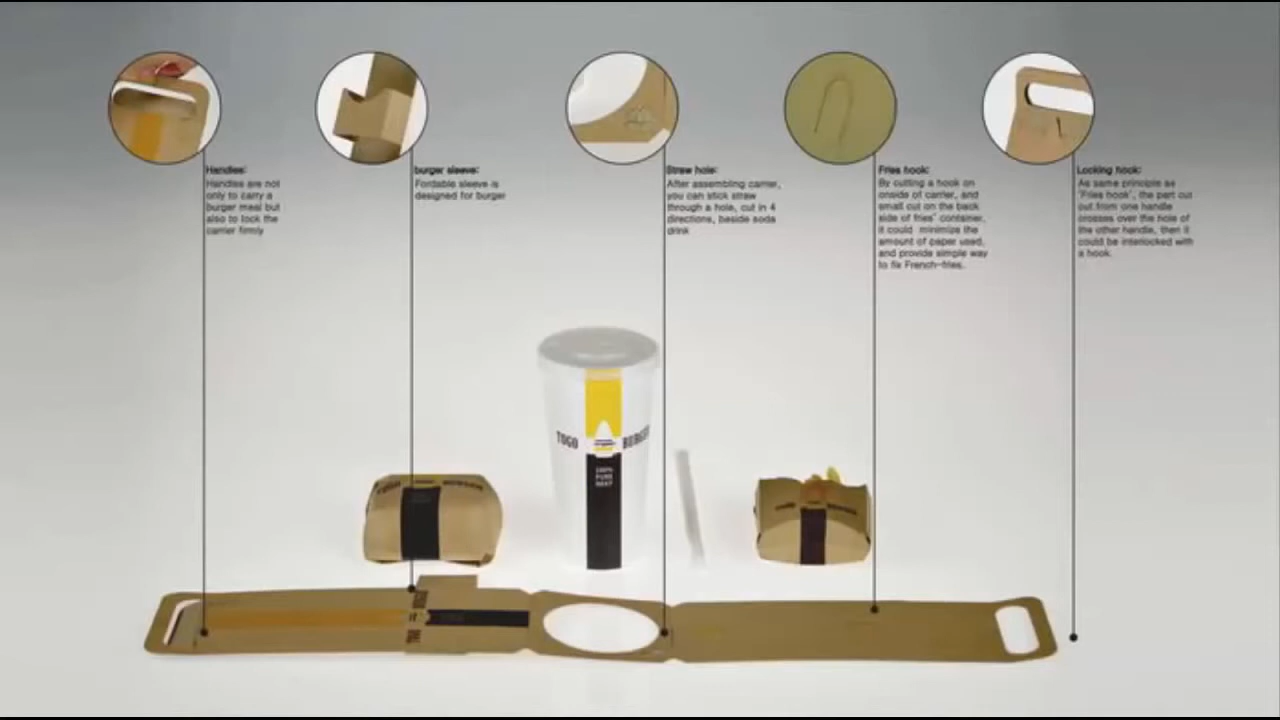 Handles:
Handles are not
only to carry a
burger meal but
also to lock the
carrier firmly
burger sleeve:
Fordable sleeve is
designed for burger
Straw hole:
After assembling carrier,
you can stick straw
through a hole, cut in 4
directions, beside soda
drink
Fries hook:
By cutting a hook on
onside of carrier, and
small cut on the back
side of fries' container,
it could minimize the
amount of paper used,
and provide simple way
to fix French-fries.
Locking hook:
As same principle as
'Fries hook', the part cut
out from one handle
crosses over the hole of
the other handle, then it
could be interlocked with
a hook.
TOGO BURGER
100%
PURE
BEEF
TOGO BURGER